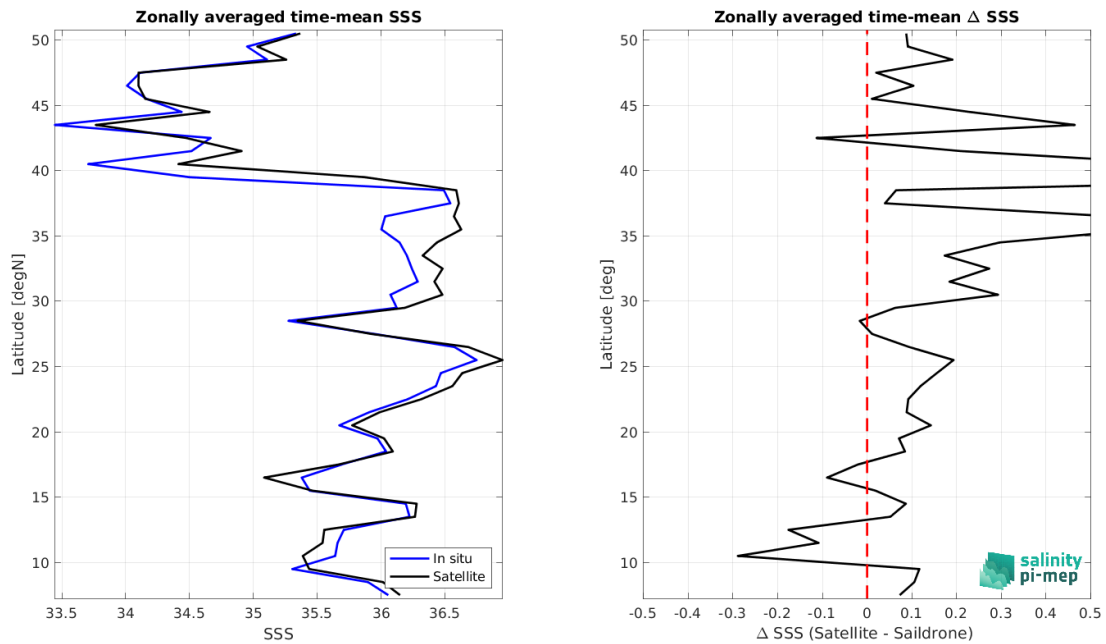 Zonally averaged time-mean SSS
50
45
40
35
30
25
20
15
10
Latitude [degN]
33.5 34 34.5 35 35.5 36 36.5
SSS
In situ
Satellite
Zonally averaged time-mean Δ SSS
50
45
40
35
30
25
20
15
10
Latitude [deg]
-0.5 -0.4 -0.3 -0.2 -0.1 0 0.1 0.2 0.3 0.4 0.5
Δ SSS (Satellite - Saildrone)
salinity
pi-mep